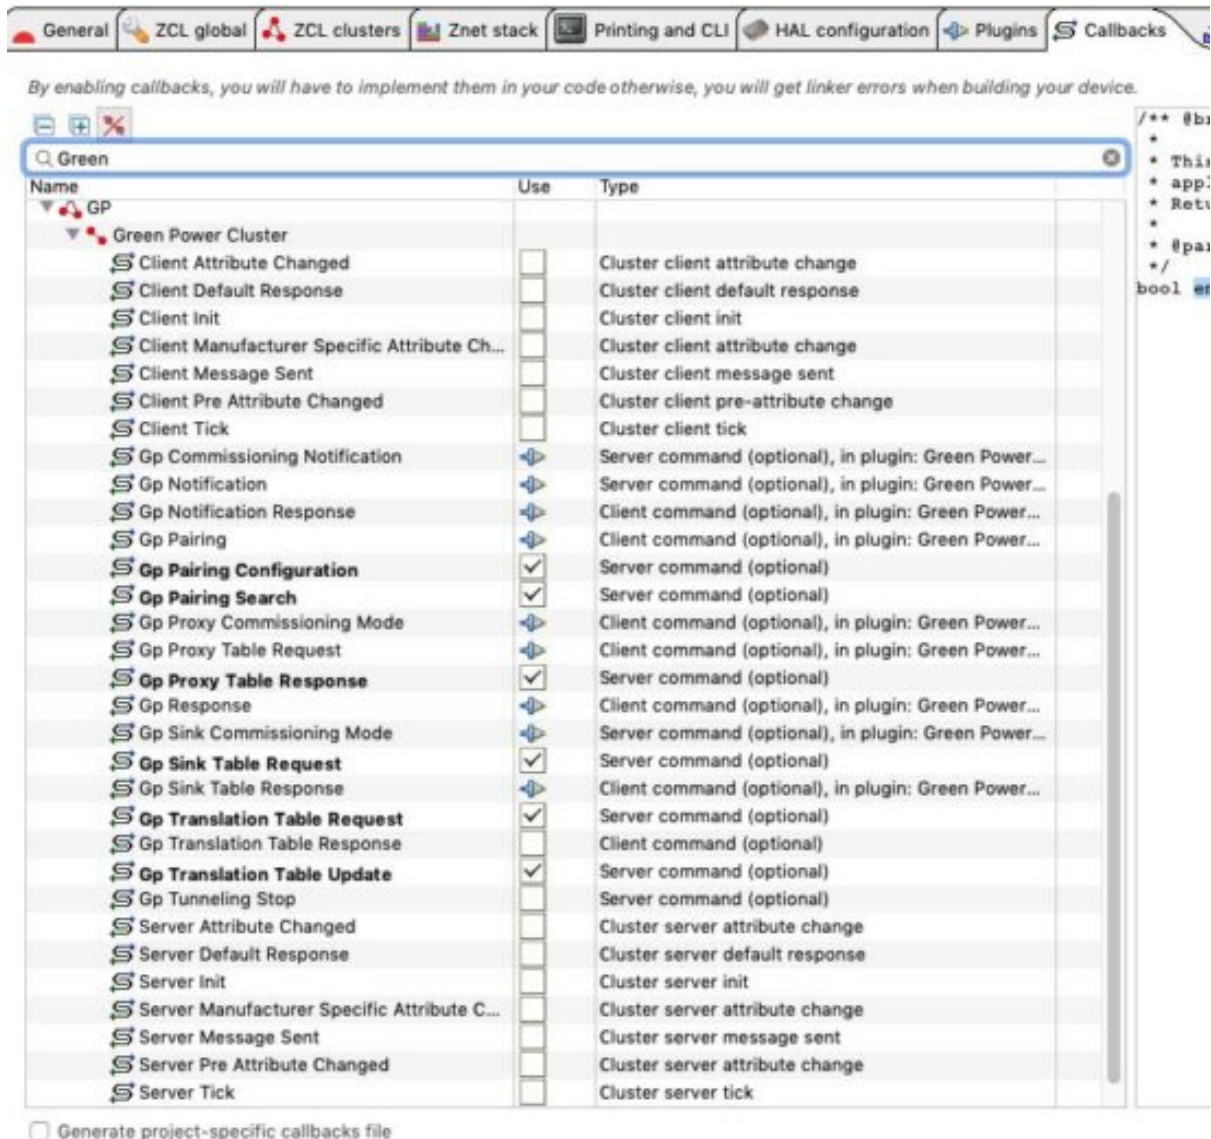 General ZCL global ZCL clusters Znet stack Printing and CLI HAL configuration Plugins Callbacks
By enabling callbacks, you will have to implement them in your code otherwise, you will get linker errors when building your device.
Green
Name Use Type
GP
Green Power Cluster
Client Attribute Changed Cluster client attribute change
Client Default Response Cluster client default response
Client Init Cluster client init
Client Manufacturer Specific Attribute Ch... Cluster client attribute change
Client Message Sent Cluster client message sent
Client Pre Attribute Changed Cluster client pre-attribute change
Client Tick Cluster client tick
Gp Commissioning Notification Server command (optional), in plugin: Green Power...
Gp Notification Server command (optional), in plugin: Green Power...
Gp Notification Response Client command (optional), in plugin: Green Power...
Gp Pairing Client command (optional), in plugin: Green Power...
Gp Pairing Configuration Server command (optional)
Gp Pairing Search Server command (optional)
Gp Proxy Commissioning Mode Client command (optional), in plugin: Green Power...
Gp Proxy Table Request Client command (optional), in plugin: Green Power...
Gp Proxy Table Response Server command (optional)
Gp Response Client command (optional), in plugin: Green Power...
Gp Sink Commissioning Mode Server command (optional), in plugin: Green Power...
Gp Sink Table Request Server command (optional)
Gp Sink Table Response Client command (optional), in plugin: Green Power...
Gp Translation Table Request Server command (optional)
Gp Translation Table Response Client command (optional)
Gp Translation Table Update Server command (optional)
Gp Tunneling Stop Server command (optional)
Server Attribute Changed Cluster server attribute change
Server Default Response Cluster server default response
Server Init Cluster server init
Server Manufacturer Specific Attribute C... Cluster server attribute change
Server Message Sent Cluster server message sent
Server Pre Attribute Changed Cluster server attribute change
Server Tick Cluster server tick
Generate project-specific callbacks file
/** @br
*
* This
* appl
* Retu
*
* @par
*/
bool em